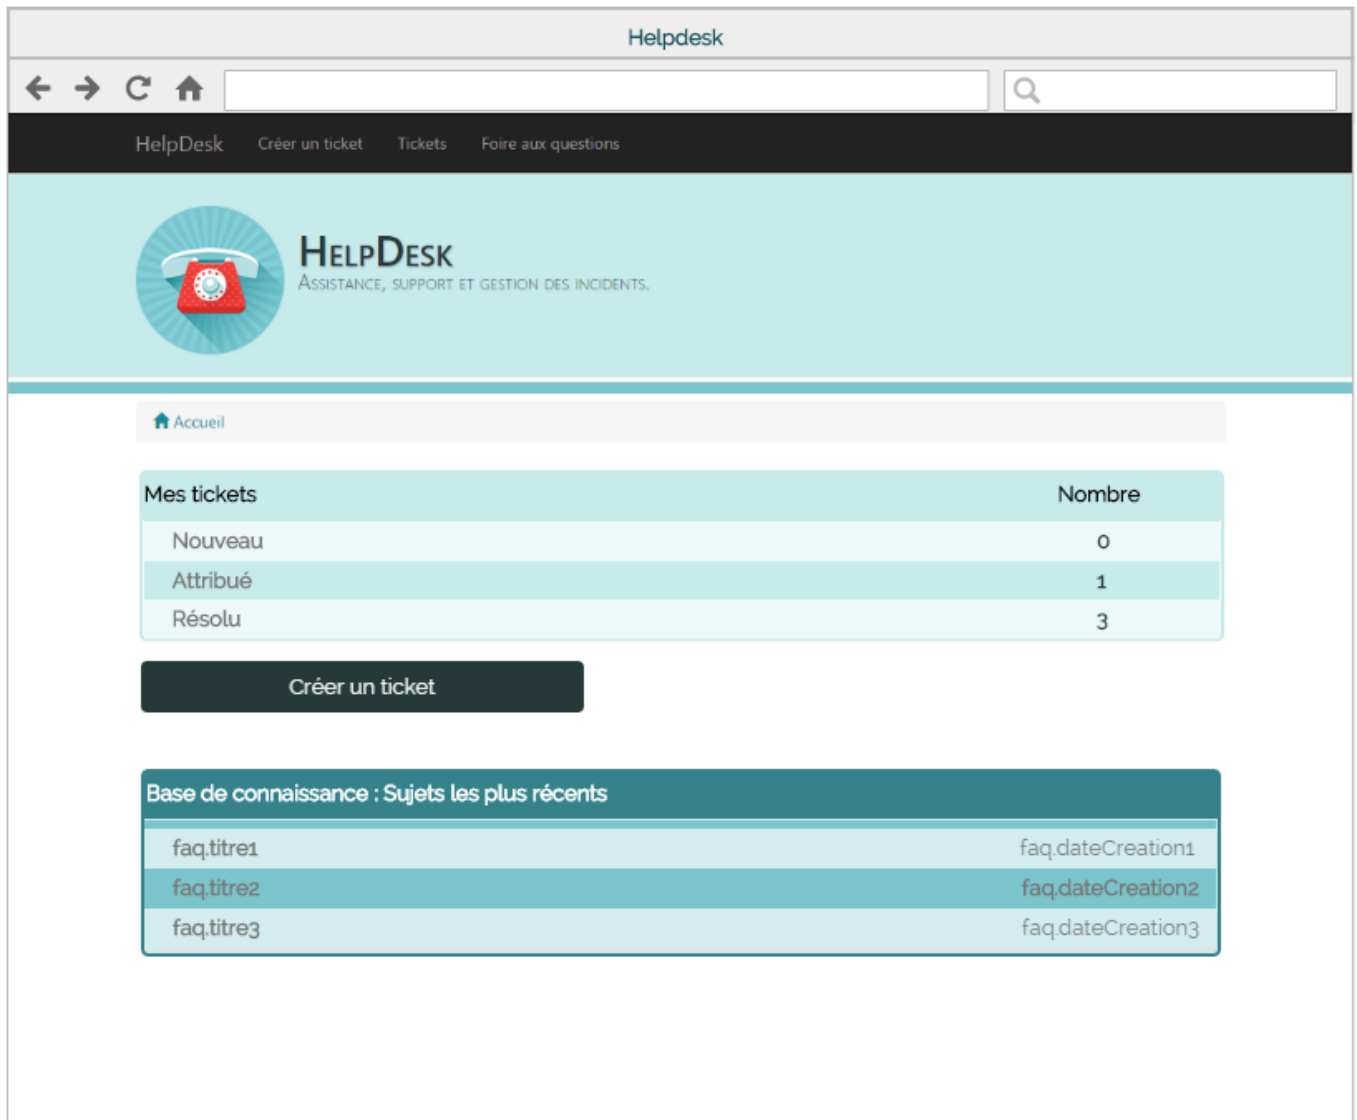 Helpdesk
HelpDesk Créer un ticket Tickets Foire aux questions
HelpDesk
Assistance, support et gestion des incidents.
Accueil
Mes tickets Nombre
Nouveau 0
Attribué 1
Résolu 3
Créer un ticket
Base de connaissance : Sujets les plus récents
faq.titre1 faq.dateCreation1
faq.titre2 faq.dateCreation2
faq.titre3 faq.dateCreation3